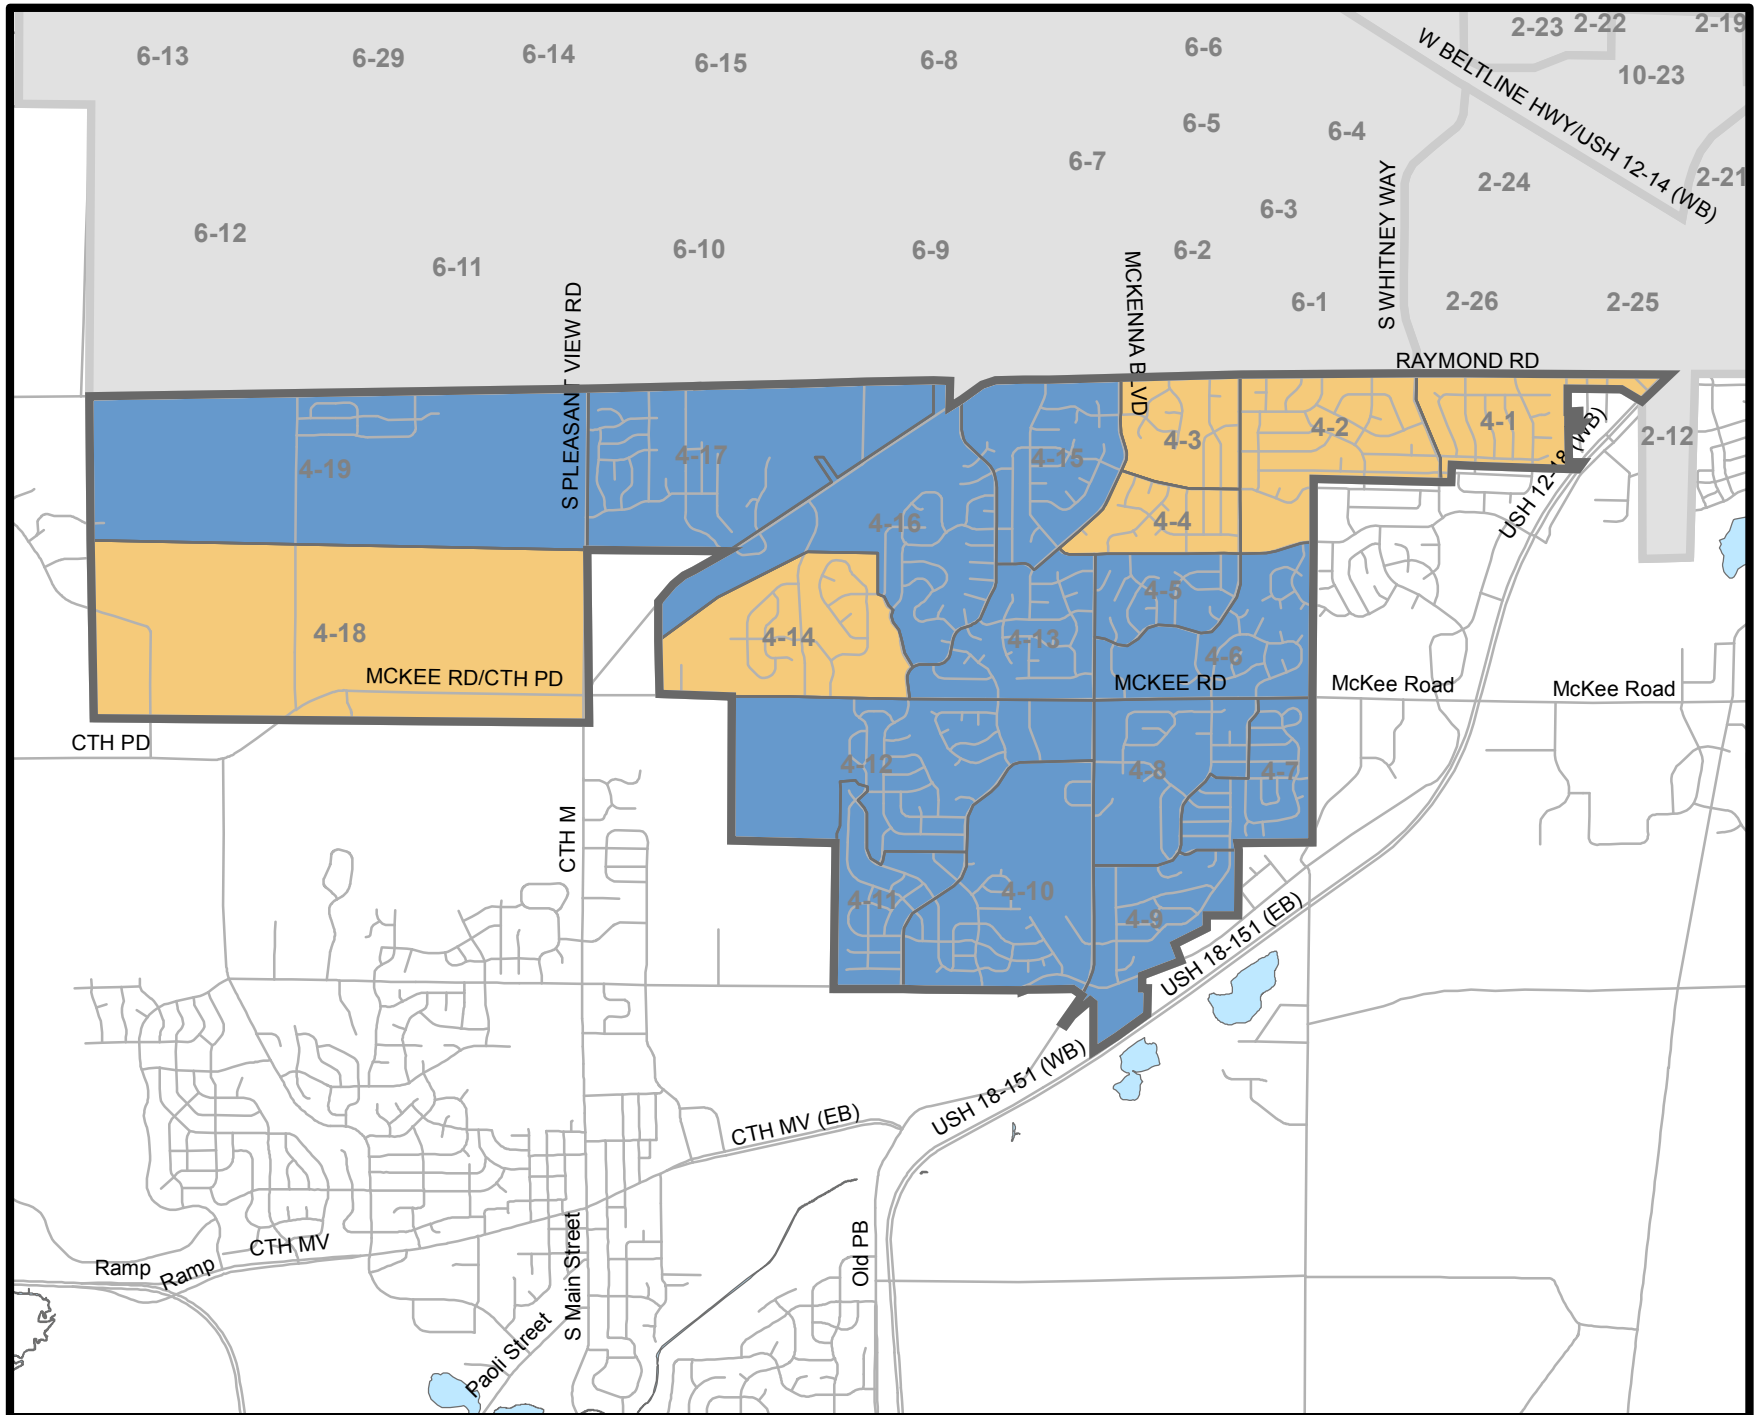 2-23
2-22
2-19
6-13
6-29
6-14
6-15
6-8
6-6
W BELTLINE HWY/USH 12-14 (WB)
10-23
6-5
6-4
6-7
2-24
2-21
6-3
6-12
6-11
6-10
6-9
6-2
MCKENNA BLVD
S WHITNEY WAY
S PLEASANT VIEW RD
6-1
2-26
2-25
RAYMOND RD
4-19
4-17
4-15
4-3
4-2
4-1
2-12
USH 12-18 (WB)
4-16
4-4
4-5
4-18
4-14
4-13
4-6
MCKEE RD/CTH PD
MCKEE RD
McKee Road
McKee Road
CTH PD
4-12
4-8
4-7
CTH M
4-11
4-10
4-9
USH 18-151 (EB)
USH 18-151 (WB)
CTH MV (EB)
CTH MV
Ramp
Ramp
S Main Street
Old PB
Paoli Street